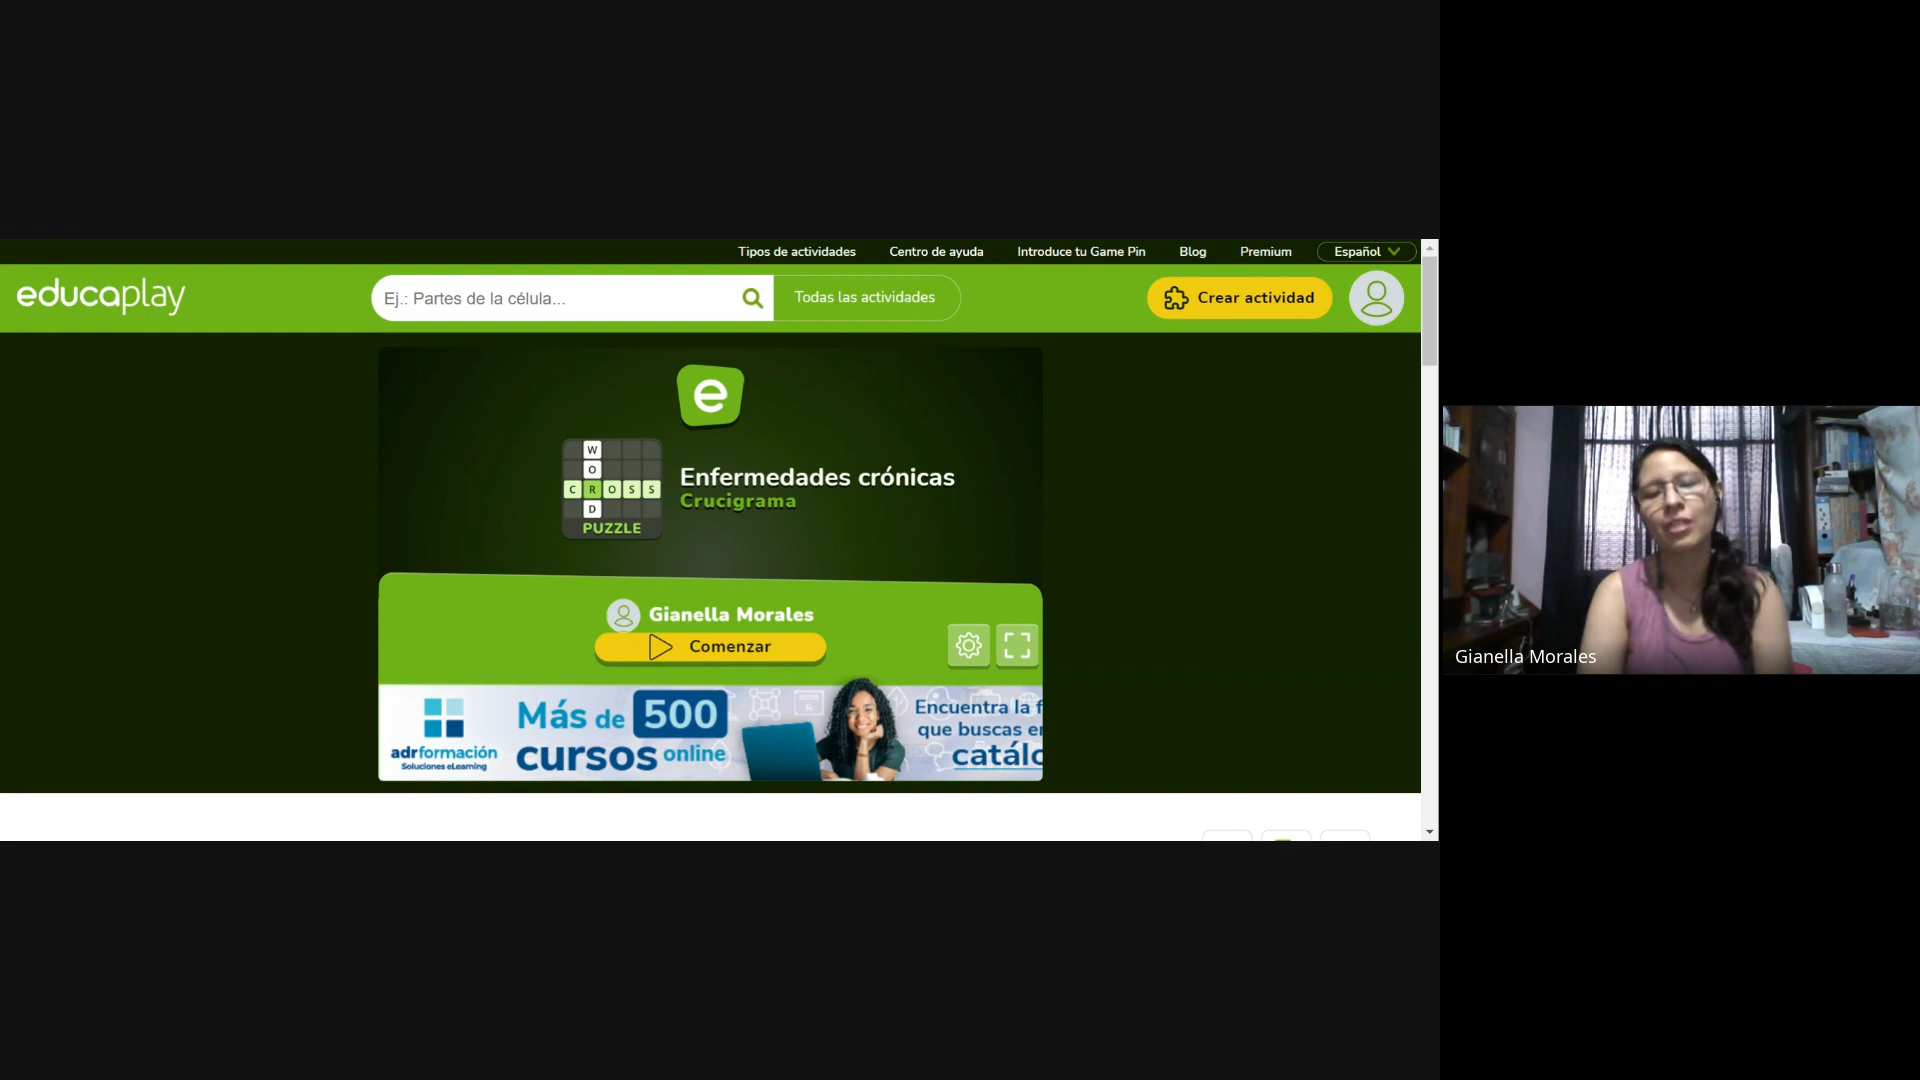 Tipos de actividades Centro de ayuda Introduce tu Game Pin Blog Premium Español
educaplay Ej.: Partes de la célula... Todas las actividades Crear actividad
e
W
O
C R O S S
D
PUZZLE
Enfermedades crónicas
Crucigrama
Gianella Morales
Comenzar
adrformación
Soluciones eLearning
Más de 500
cursos online
Encuentra la f
que buscas e
catálo
Gianella Morales